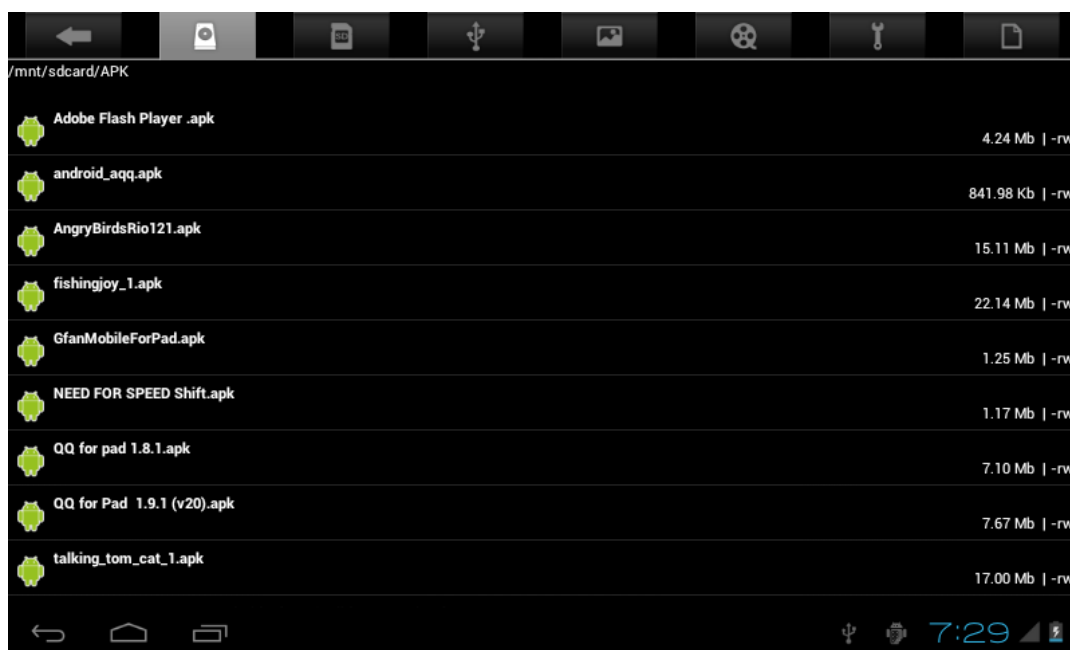 SD
/mnt/sdcard/APK
Adobe Flash Player .apk
4.24 Mb | -rw
android_aqq.apk
841.98 Kb | -rw
AngryBirdsRio121.apk
15.11 Mb | -rw
fishingjoy_1.apk
22.14 Mb | -rw
GfanMobileForPad.apk
1.25 Mb | -rw
NEED FOR SPEED Shift.apk
1.17 Mb | -rw
QQ for pad 1.8.1.apk
7.10 Mb | -rw
QQ for Pad  1.9.1 (v20).apk
7.67 Mb | -rw
talking_tom_cat_1.apk
17.00 Mb | -rw
7:29